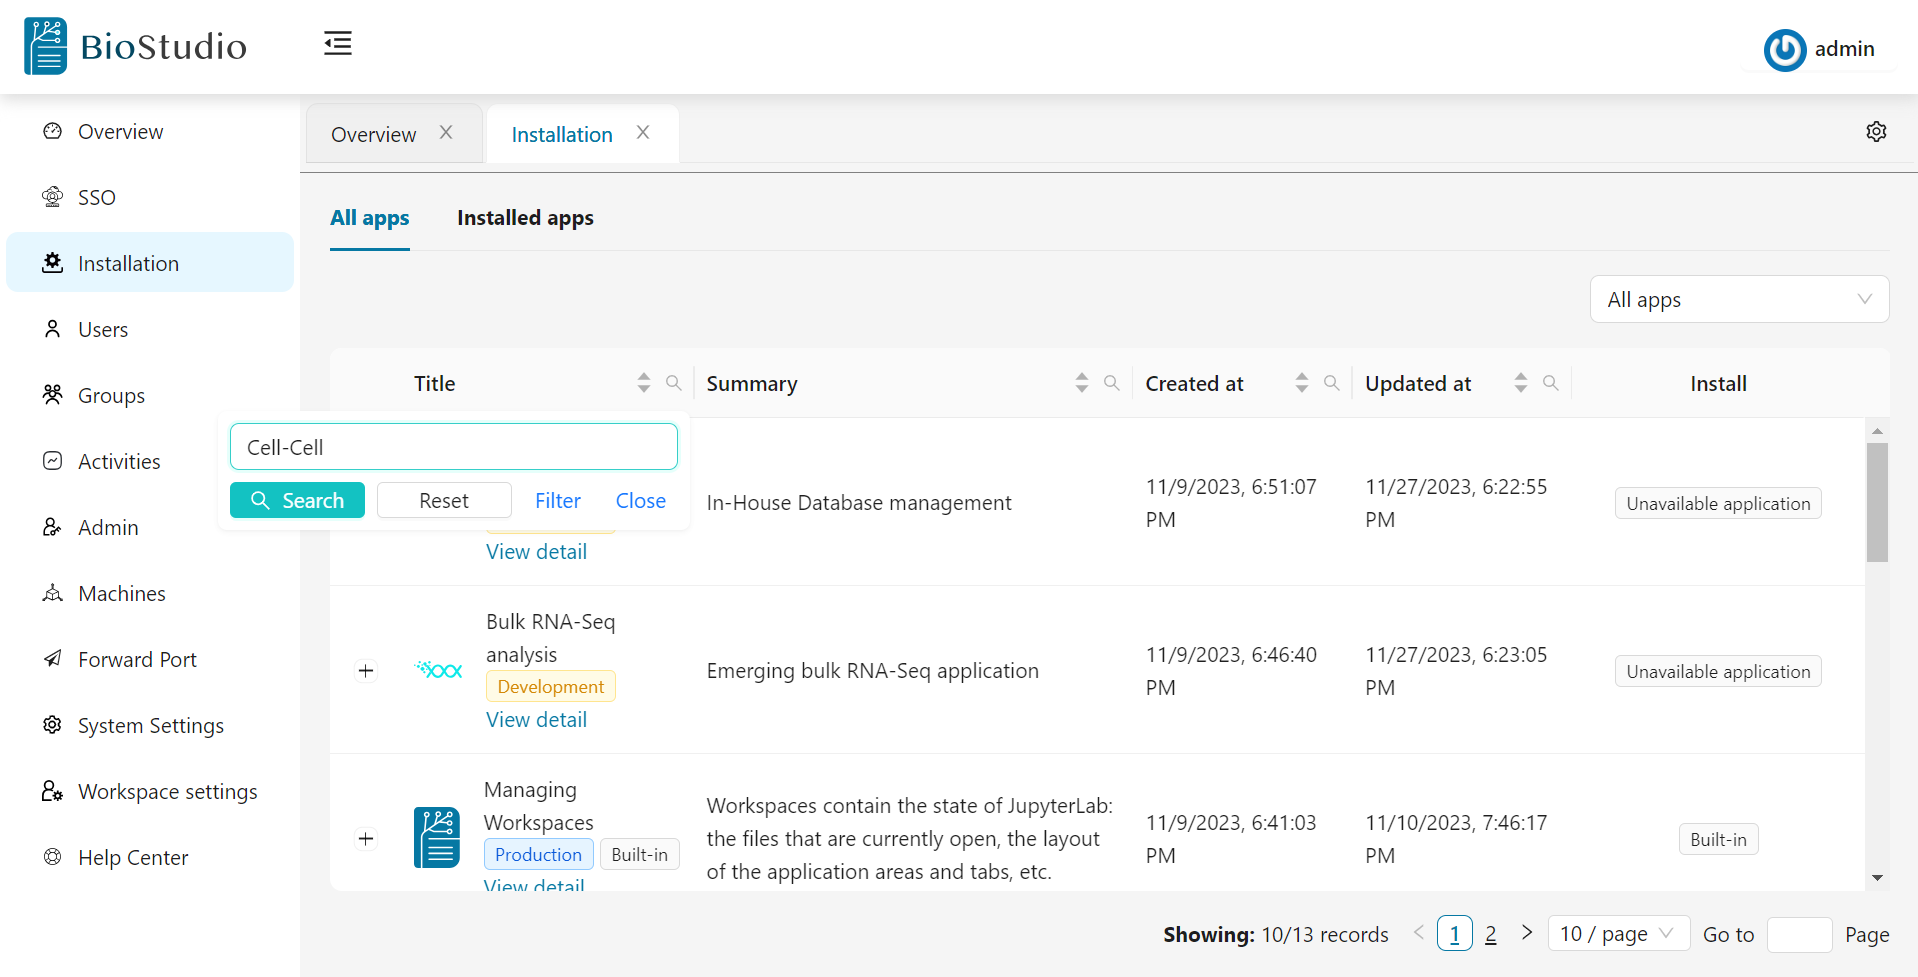 BioStudio
admin
Overview
SSO
Installation
Users
Groups
Activities
Admin
Machines
Forward Port
System Settings
Workspace settings
Help Center
Overview
Installation
All apps
Installed apps
All apps
Title
Summary
Created at
Updated at
Install
Cell-Cell
Search
Reset
Filter
Close
View detail
In-House Database management
11/9/2023, 6:51:07
PM
11/27/2023, 6:22:55
PM
Unavailable application
Bulk RNA-Seq
analysis
Development
View detail
Emerging bulk RNA-Seq application
11/9/2023, 6:46:40
PM
11/27/2023, 6:23:05
PM
Unavailable application
Managing
Workspaces
Production
Built-in
View detail
Workspaces contain the state of JupyterLab:
the files that are currently open, the layout
of the application areas and tabs, etc.
11/9/2023, 6:41:03
PM
11/10/2023, 7:46:17
PM
Built-in
Showing: 10/13 records
1
2
10 / page
Go to
Page